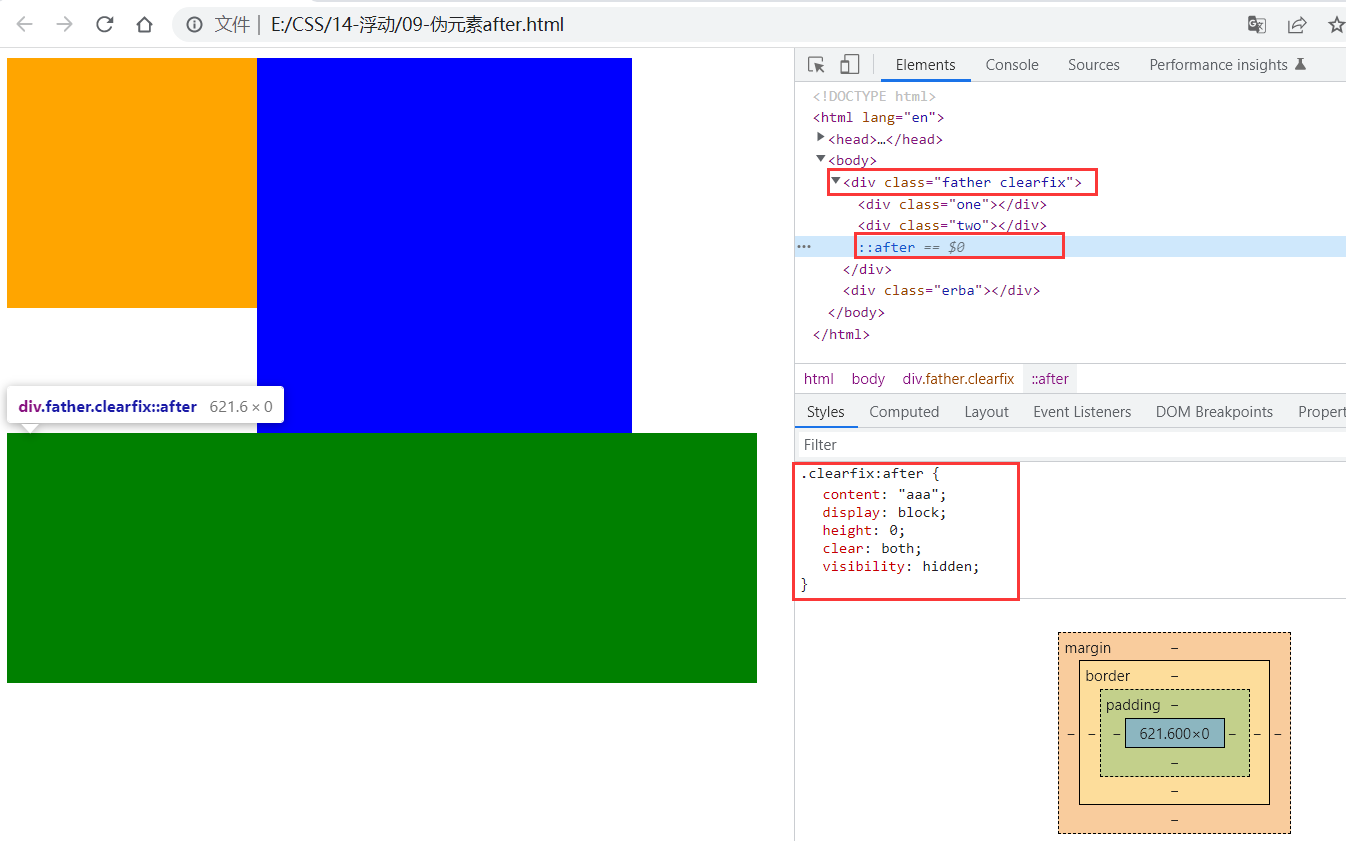 文件 | E:/CSS/14-浮动/09-伪元素after.html
Elements Console Sources Performance insights
<!DOCTYPE html>
<html lang="en">
<head>…</head>
<body>
<div class="father clearfix">
<div class="one"></div>
<div class="two"></div>
::after == $0
</div>
<div class="erba"></div>
</body>
</html>
html body div.father.clearfix ::after
div.father.clearfix::after 621.6 × 0
Styles Computed Layout Event Listeners DOM Breakpoints Propert
Filter
.clearfix:after {
content: "aaa";
display: block;
height: 0;
clear: both;
visibility: hidden;
}
margin –
border –
padding –
– – – 621.600×0 – – –
–
–
–